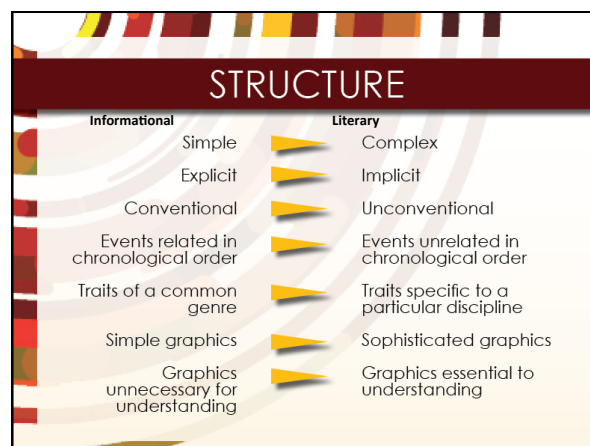 STRUCTURE
Informational Literary
Simple Complex
Explicit Implicit
Conventional Unconventional
Events related in Events unrelated in
chronological order chronological order
Traits of a common Traits specific to a
genre particular discipline
Simple graphics Sophisticated graphics
Graphics Graphics essential to
unnecessary for understanding
understanding